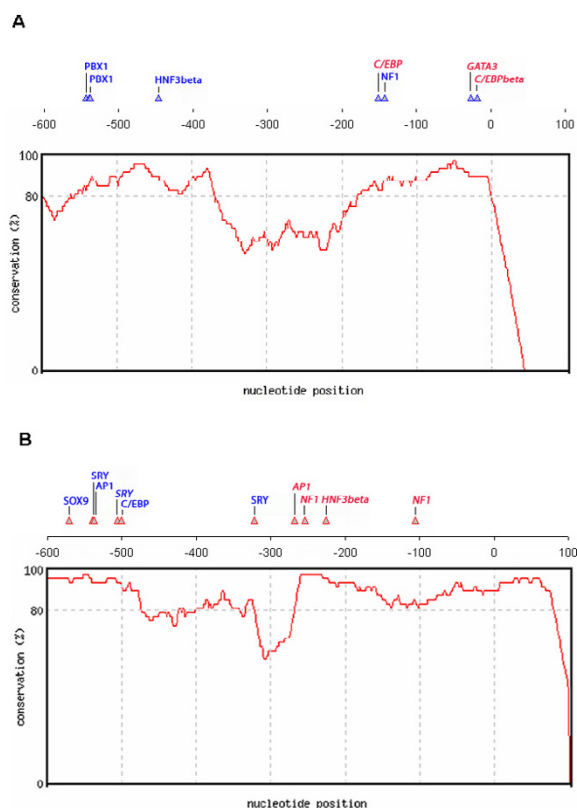 A
PBX1
PBX1
HNF3beta
C/EBP
NF1
GATA3
C/EBPbeta
-600 -500 -400 -300 -200 -100 0 100
100
80
0
conservation (%)
nucleotide position
B
SOX9
SRY
AP1
SRY
C/EBP
SRY
AP1
NF1
HNF3beta
NF1
-600 -500 -400 -300 -200 -100 0 100
100
80
0
conservation (%)
nucleotide position